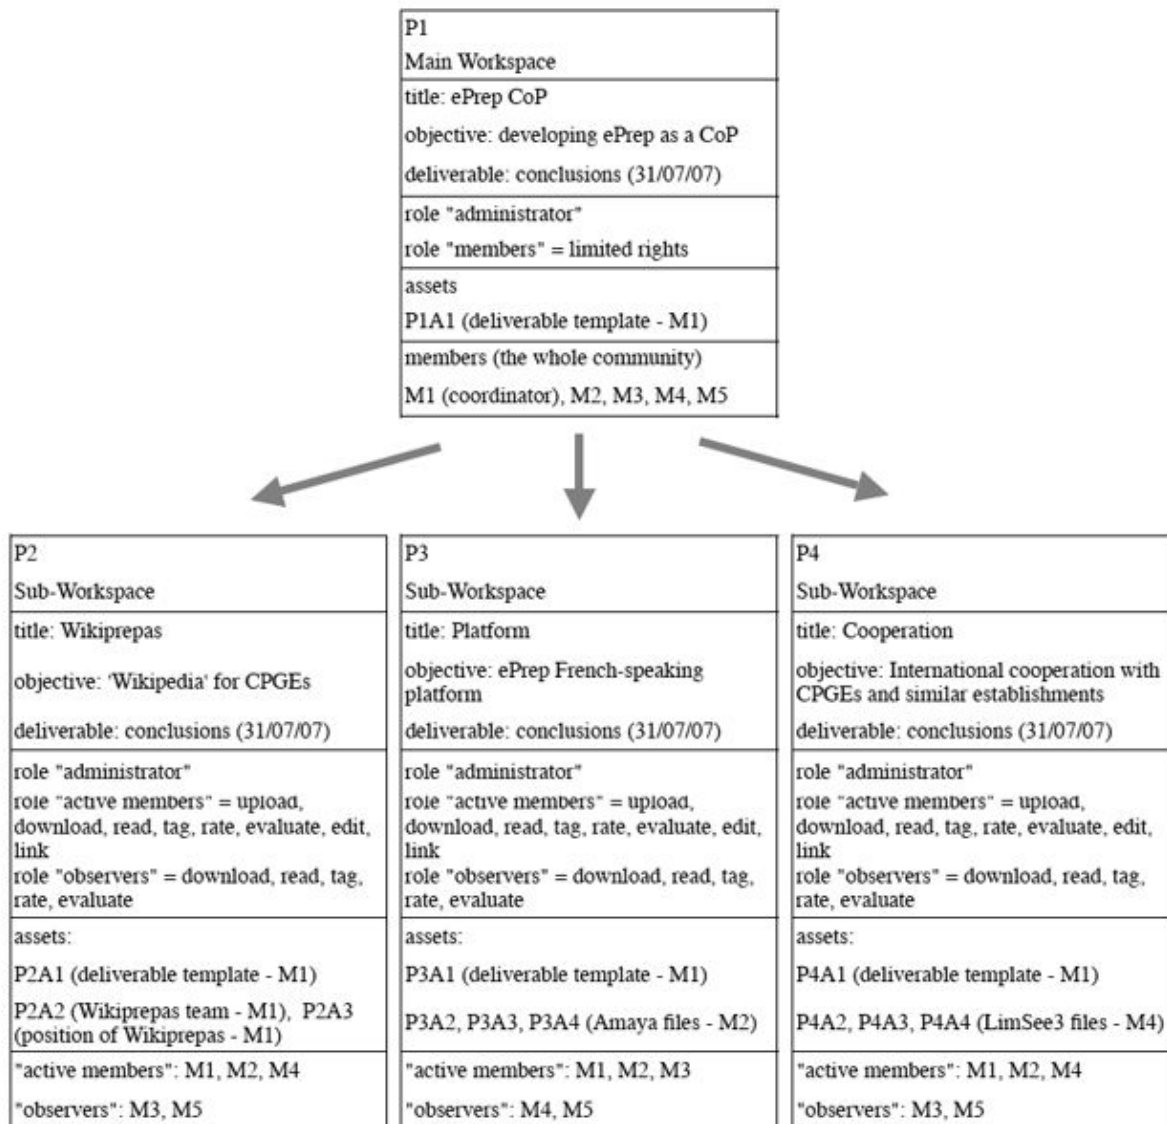 P1
Main Workspace
title: ePrep CoP
objective: developing ePrep as a CoP
deliverable: conclusions (31/07/07)
role "administrator"
role "members" = limited rights
assets
P1A1 (deliverable template - M1)
members (the whole community)
M1 (coordinator), M2, M3, M4, M5
P2
Sub-Workspace
title: Wikiprepas
objective: 'Wikipedia' for CPGEs
deliverable: conclusions (31/07/07)
role "administrator"
role "active members" = upload,
download, read, tag, rate, evaluate, edit,
link
role "observers" = download, read, tag,
rate, evaluate
assets:
P2A1 (deliverable template - M1)
P2A2 (Wikiprepas team - M1), P2A3
(position of Wikiprepas - M1)
"active members": M1, M2, M4
"observers": M3, M5
P3
Sub-Workspace
title: Platform
objective: ePrep French-speaking
platform
deliverable: conclusions (31/07/07)
role "administrator"
role "active members" = upload,
download, read, tag, rate, evaluate, edit,
link
role "observers" = download, read, tag,
rate, evaluate
assets:
P3A1 (deliverable template - M1)
P3A2, P3A3, P3A4 (Amaya files - M2)
"active members": M1, M2, M3
"observers": M4, M5
P4
Sub-Workspace
title: Cooperation
objective: International cooperation with
CPGEs and similar establishments
deliverable: conclusions (31/07/07)
role "administrator"
role "active members" = upload,
download, read, tag, rate, evaluate, edit,
link
role "observers" = download, read, tag,
rate, evaluate
assets:
P4A1 (deliverable template - M1)
P4A2, P4A3, P4A4 (LimSee3 files - M4)
"active members": M1, M2, M4
"observers": M3, M5